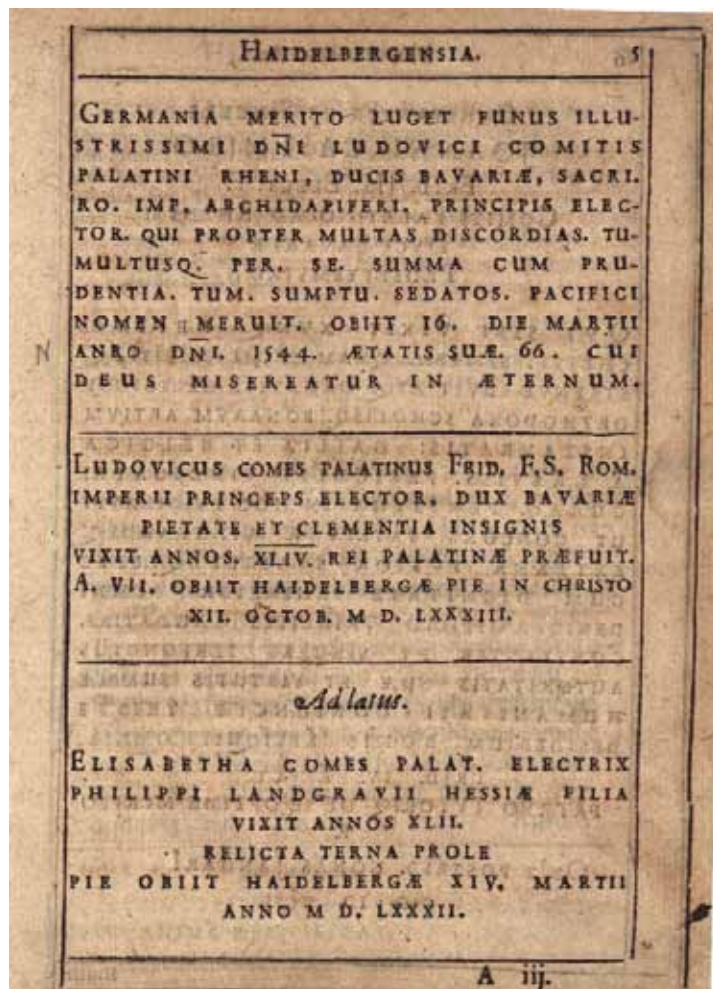 HAIDELBERGENSIA. 5
GERMANIA MERITO LUGET FUNUS ILLU-
STRISSIMI DN̅I LUDOVICI COMITIS
PALATINI RHENI, DUCIS BAVARIÆ, SACRI.
RO. IMP. ARCHIDAPIFERI. PRINCIPIS ELEC-
TOR. QUI PROPTER MULTAS DISCORDIAS. TU-
MULTUSQ. PER. SE. SUMMA CUM PRU-
DENTIA. TUM. SUMPTU. SEDATOS. PACIFICI
NOMEN MERUIT. OBIIT 16. DIE MARTII
N ANRO DN̅I. 1544. ÆTATIS SUÆ. 66. CUI
DEUS MISEREATUR IN ÆTERNUM.
LUDOVICUS COMES PALATINUS FRID. F.S. ROM.
IMPERII PRINCEPS ELECTOR. DUX BAVARIÆ
PIETATE ET CLEMENTIA INSIGNIS
VIXIT ANNOS. X̅L̅I̅V̅. REI PALATINÆ PRÆFUIT.
A. VII. OBIIT HAIDELBERGÆ PIE IN CHRISTO
XII. OCTOB. M D. LXXXIII.
Ad latus.
ELISABETHA COMES PALAT. ELECTRIX
PHILIPPI LANDGRAVII HESSIÆ FILIA
VIXIT ANNOS XLII.
RELICTA TERNA PROLE
PIE OBIIT HAIDELBERGÆ XIV. MARTII
ANNO M D. LXXXII.
A iij.